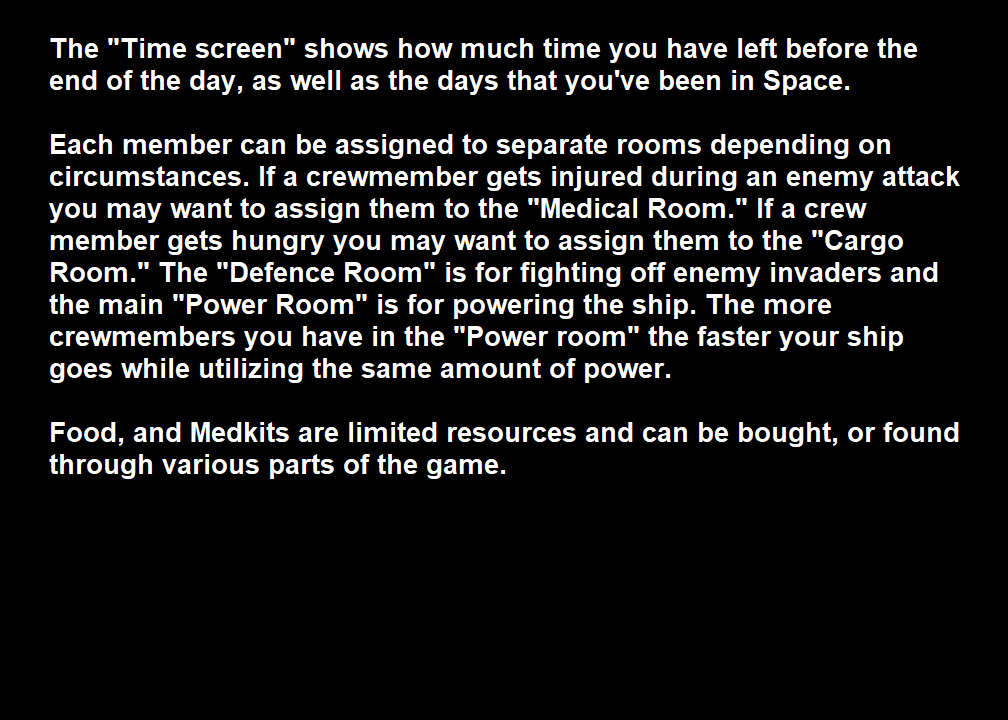 The "Time screen" shows how much time you have left before the
end of the day, as well as the days that you've been in Space.
Each member can be assigned to separate rooms depending on
circumstances. If a crewmember gets injured during an enemy attack
you may want to assign them to the "Medical Room." If a crew
member gets hungry you may want to assign them to the "Cargo
Room." The "Defence Room" is for fighting off enemy invaders and
the main "Power Room" is for powering the ship. The more
crewmembers you have in the "Power room" the faster your ship
goes while utilizing the same amount of power.
Food, and Medkits are limited resources and can be bought, or found
through various parts of the game.